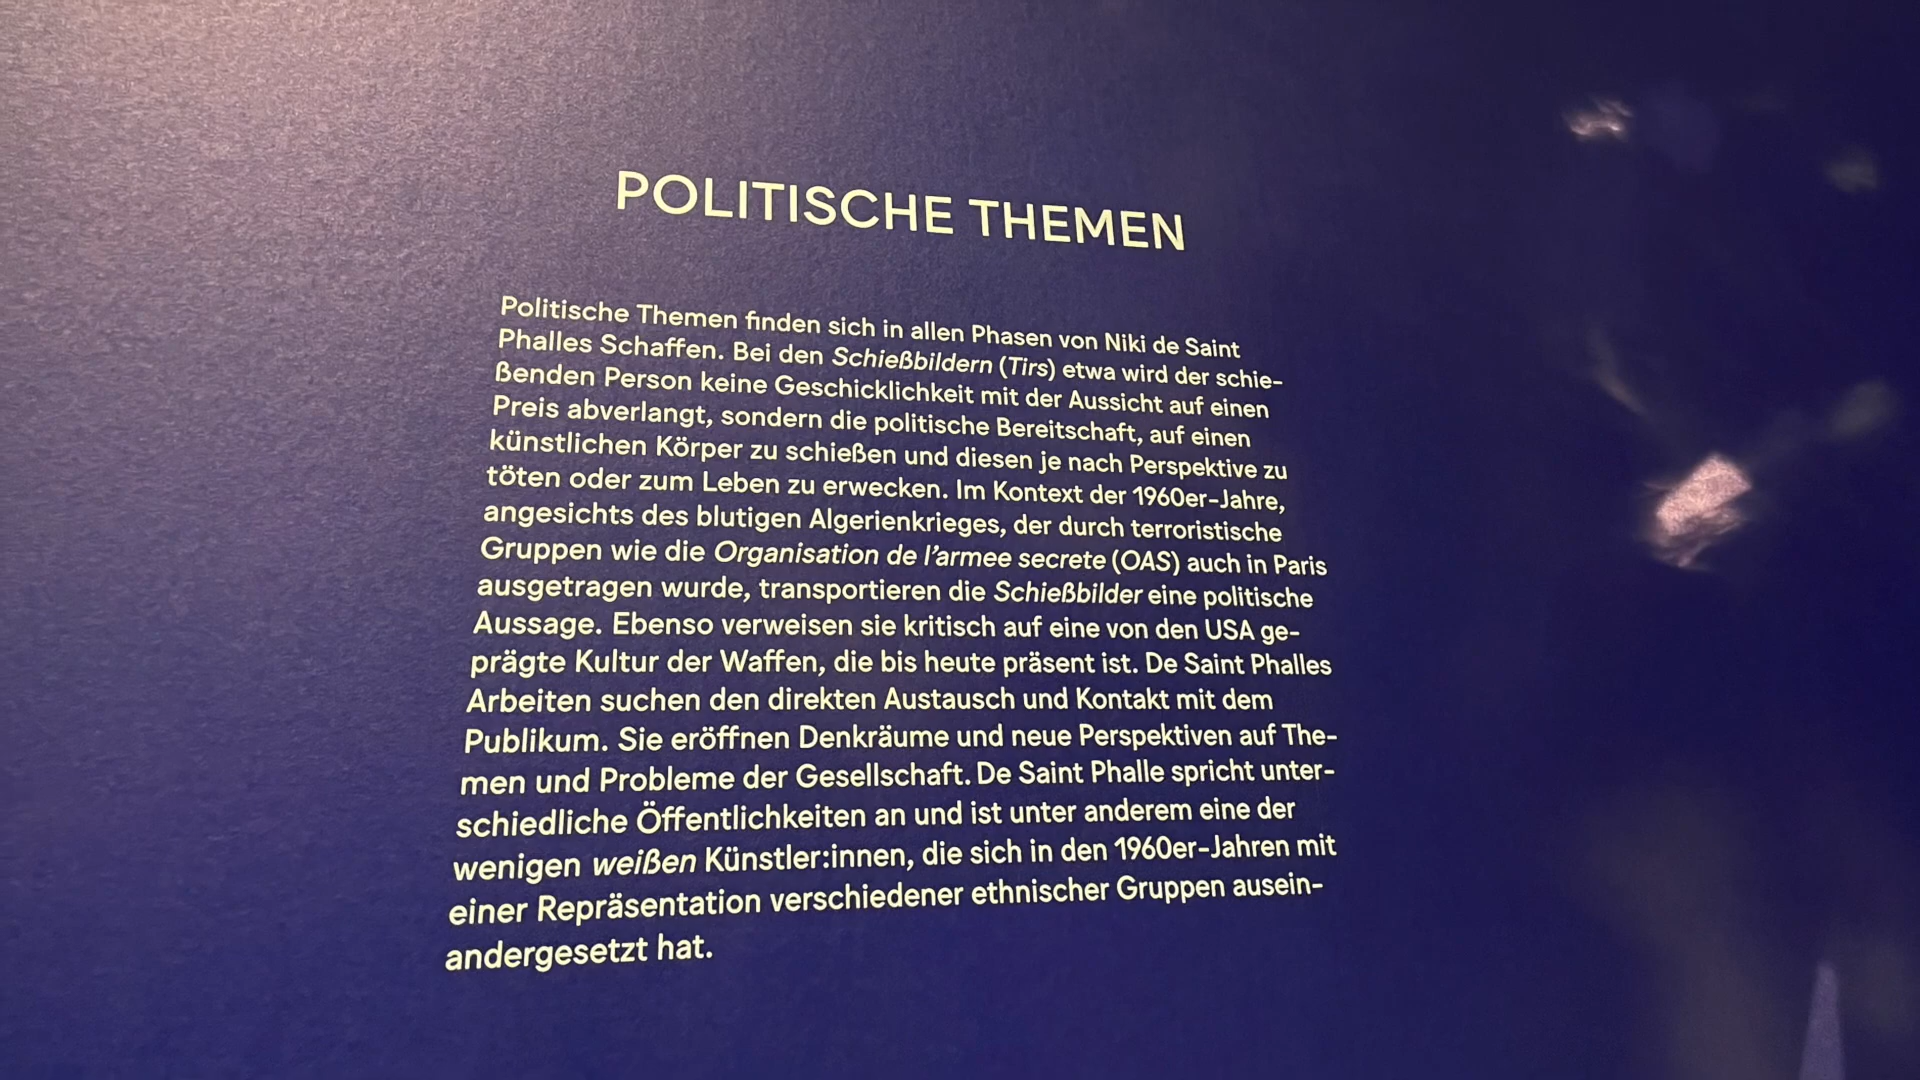 POLITISCHE THEMEN
Politische Themen finden sich in allen Phasen von Niki de Saint
Phalles Schaffen. Bei den Schießbildern (Tirs) etwa wird der schie-
ßenden Person keine Geschicklichkeit mit der Aussicht auf einen
Preis abverlangt, sondern die politische Bereitschaft, auf einen
künstlichen Körper zu schießen und diesen je nach Perspektive zu
töten oder zum Leben zu erwecken. Im Kontext der 1960er-Jahre,
angesichts des blutigen Algerienkrieges, der durch terroristische
Gruppen wie die Organisation de l’armee secrete (OAS) auch in Paris
ausgetragen wurde, transportieren die Schießbilder eine politische
Aussage. Ebenso verweisen sie kritisch auf eine von den USA ge-
prägte Kultur der Waffen, die bis heute präsent ist. De Saint Phalles
Arbeiten suchen den direkten Austausch und Kontakt mit dem
Publikum. Sie eröffnen Denkräume und neue Perspektiven auf The-
men und Probleme der Gesellschaft. De Saint Phalle spricht unter-
schiedliche Öffentlichkeiten an und ist unter anderem eine der
wenigen weißen Künstler:innen, die sich in den 1960er-Jahren mit
einer Repräsentation verschiedener ethnischer Gruppen ausein-
andergesetzt hat.